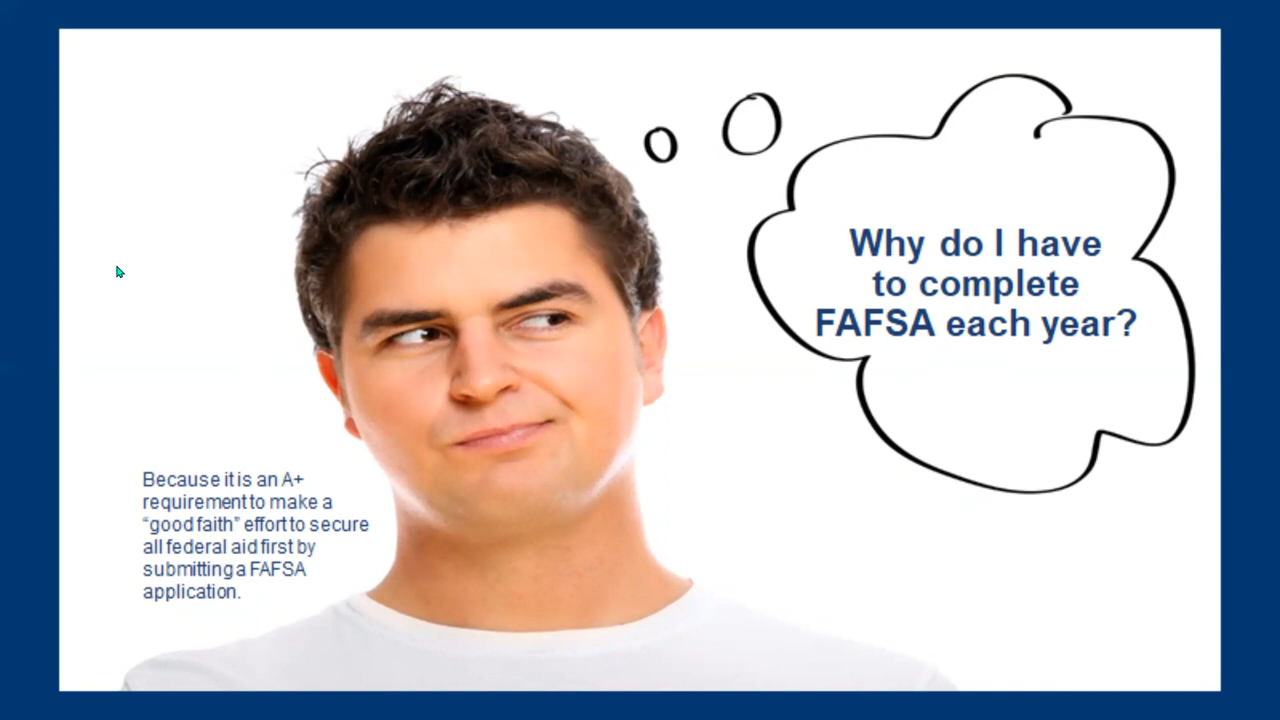 Why do I have
to complete
FAFSA each year?
Because it is an A+
requirement to make a
“good faith” effort to secure
all federal aid first by
submitting a FAFSA
application.